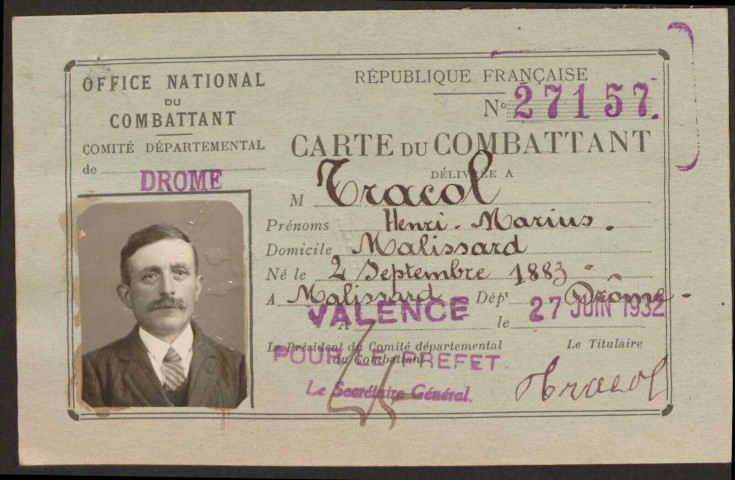 OFFICE NATIONAL
DU
COMBATTANT
COMITÉ DÉPARTEMENTAL
de DROME
RÉPUBLIQUE FRANÇAISE
N° 27157
CARTE DU COMBATTANT
DÉLIVRÉE A
M Tracol
Prénoms Henri-Marius.
Domicile Malissard
Né le 2 Septembre 1883
A Malissard Dépt Drôme
A VALENCE le 27 JUIN 1932
Le Président du Comité départemental
du Combattant
Le Titulaire
POUR LE PREFET.
Le Secrétaire Général.
Tracol